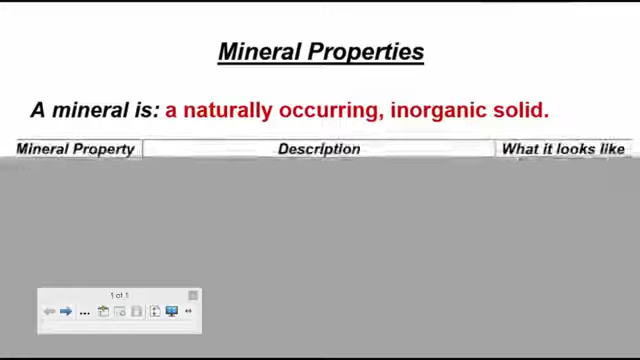 Mineral Properties
A mineral is: a naturally occurring, inorganic solid.
Mineral Property Description What it looks like
1 of 1